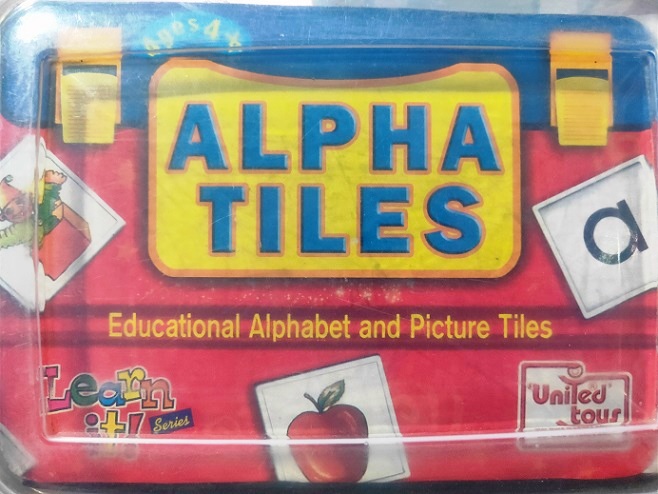 Ages 4+
ALPHA
TILES
a
Educational Alphabet and Picture Tiles
Learn
it! Series
United
toys